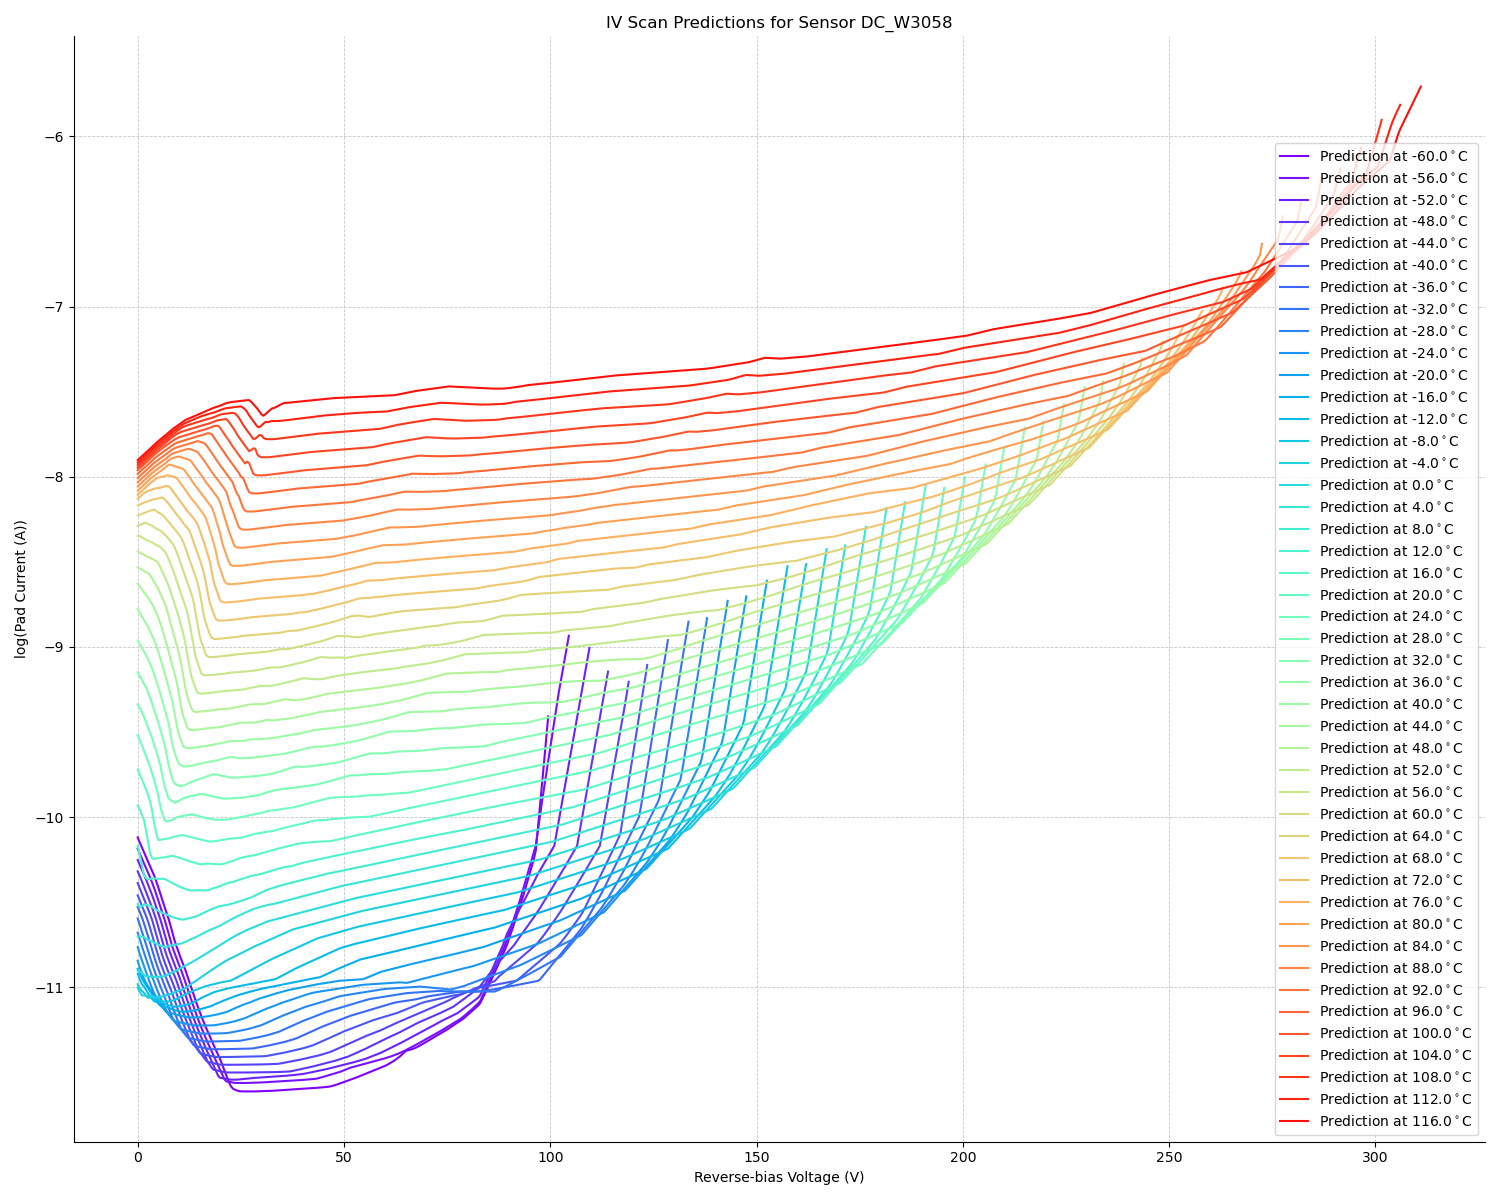 IV Scan Predictions for Sensor DC_W3058
log(Pad Current (A))
−6
−7
−8
−9
−10
−11
0
50
100
150
200
250
300
Reverse-bias Voltage (V)
Prediction at -60.0°C
Prediction at -56.0°C
Prediction at -52.0°C
Prediction at -48.0°C
Prediction at -44.0°C
Prediction at -40.0°C
Prediction at -36.0°C
Prediction at -32.0°C
Prediction at -28.0°C
Prediction at -24.0°C
Prediction at -20.0°C
Prediction at -16.0°C
Prediction at -12.0°C
Prediction at -8.0°C
Prediction at -4.0°C
Prediction at 0.0°C
Prediction at 4.0°C
Prediction at 8.0°C
Prediction at 12.0°C
Prediction at 16.0°C
Prediction at 20.0°C
Prediction at 24.0°C
Prediction at 28.0°C
Prediction at 32.0°C
Prediction at 36.0°C
Prediction at 40.0°C
Prediction at 44.0°C
Prediction at 48.0°C
Prediction at 52.0°C
Prediction at 56.0°C
Prediction at 60.0°C
Prediction at 64.0°C
Prediction at 68.0°C
Prediction at 72.0°C
Prediction at 76.0°C
Prediction at 80.0°C
Prediction at 84.0°C
Prediction at 88.0°C
Prediction at 92.0°C
Prediction at 96.0°C
Prediction at 100.0°C
Prediction at 104.0°C
Prediction at 108.0°C
Prediction at 112.0°C
Prediction at 116.0°C